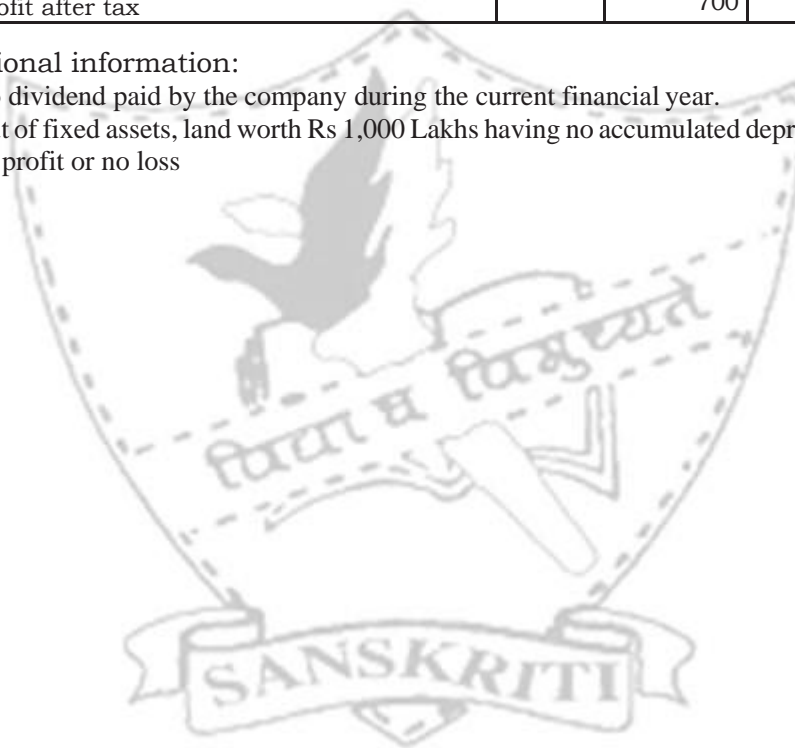 ofit after tax 700
ional information:
dividend paid by the company during the current financial year.
t of fixed assets, land worth Rs 1,000 Lakhs having no accumulated depr
profit or no loss
विद्या च विमुच्यते
SANSKRITI